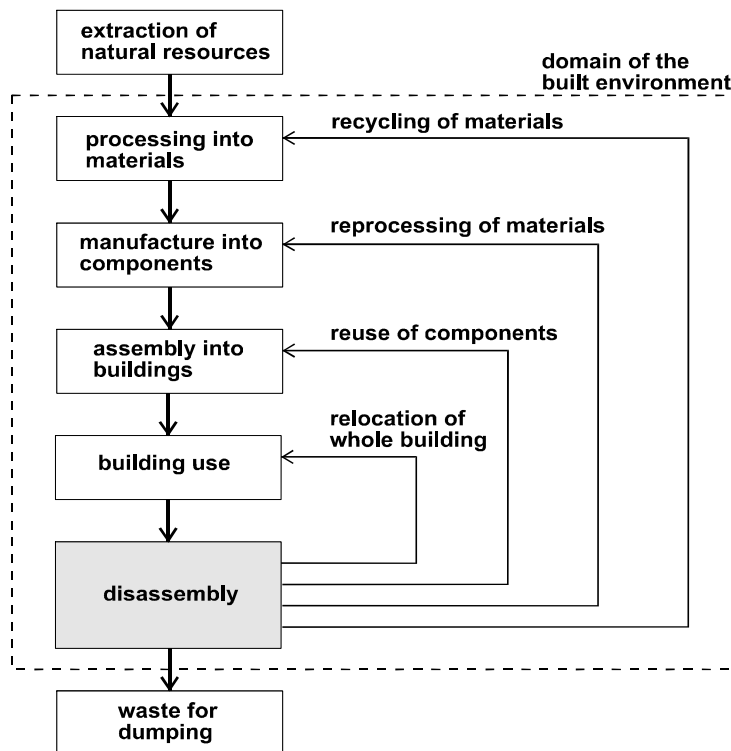 extraction of
natural resources
domain of the
built environment
processing into
materials
recycling of materials
manufacture into
components
reprocessing of materials
assembly into
buildings
reuse of components
relocation of
whole building
building use
disassembly
waste for
dumping